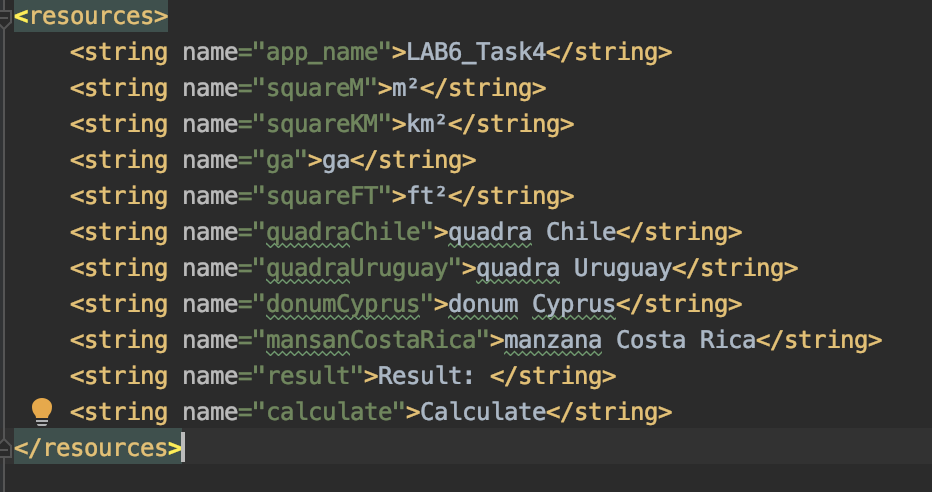 <resources>
    <string name="app_name">LAB6_Task4</string>
    <string name="squareM">m²</string>
    <string name="squareKM">km²</string>
    <string name="ga">ga</string>
    <string name="squareFT">ft²</string>
    <string name="quadraChile">quadra Chile</string>
    <string name="quadraUruguay">quadra Uruguay</string>
    <string name="donumCyprus">donum Cyprus</string>
    <string name="mansanCostaRica">manzana Costa Rica</string>
    <string name="result">Result: </string>
    <string name="calculate">Calculate</string>
</resources>